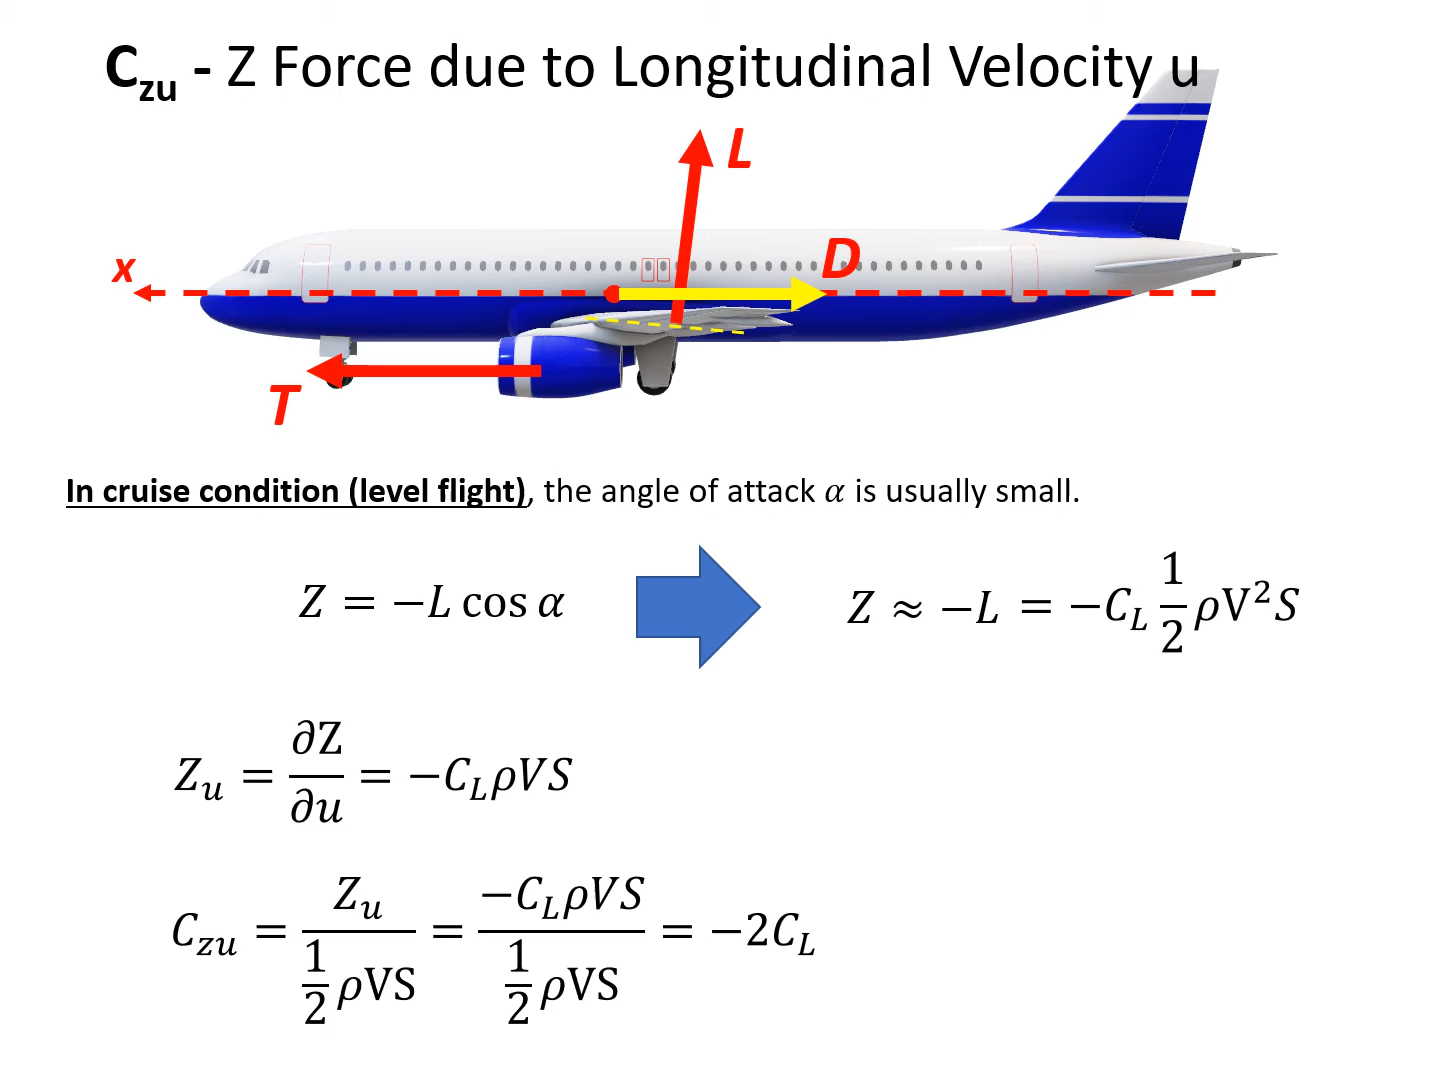 C_zu - Z Force due to Longitudinal Velocity u
L
D
x
T
In cruise condition (level flight), the angle of attack α is usually small.
Z = −L cos α
Z ≈ −L = −C_L 1/2 ρV²S
Z_u = ∂Z/∂u = −C_L ρVS
C_zu = Z_u / (1/2 ρVS) = −C_L ρVS / (1/2 ρVS) = −2C_L